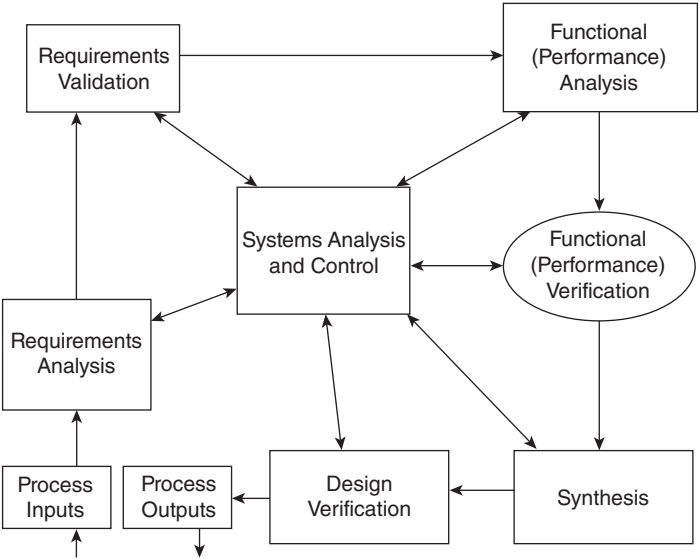 Requirements
Validation
Functional
(Performance)
Analysis
Systems Analysis
and Control
Functional
(Performance)
Verification
Requirements
Analysis
Process
Inputs
Process
Outputs
Design
Verification
Synthesis